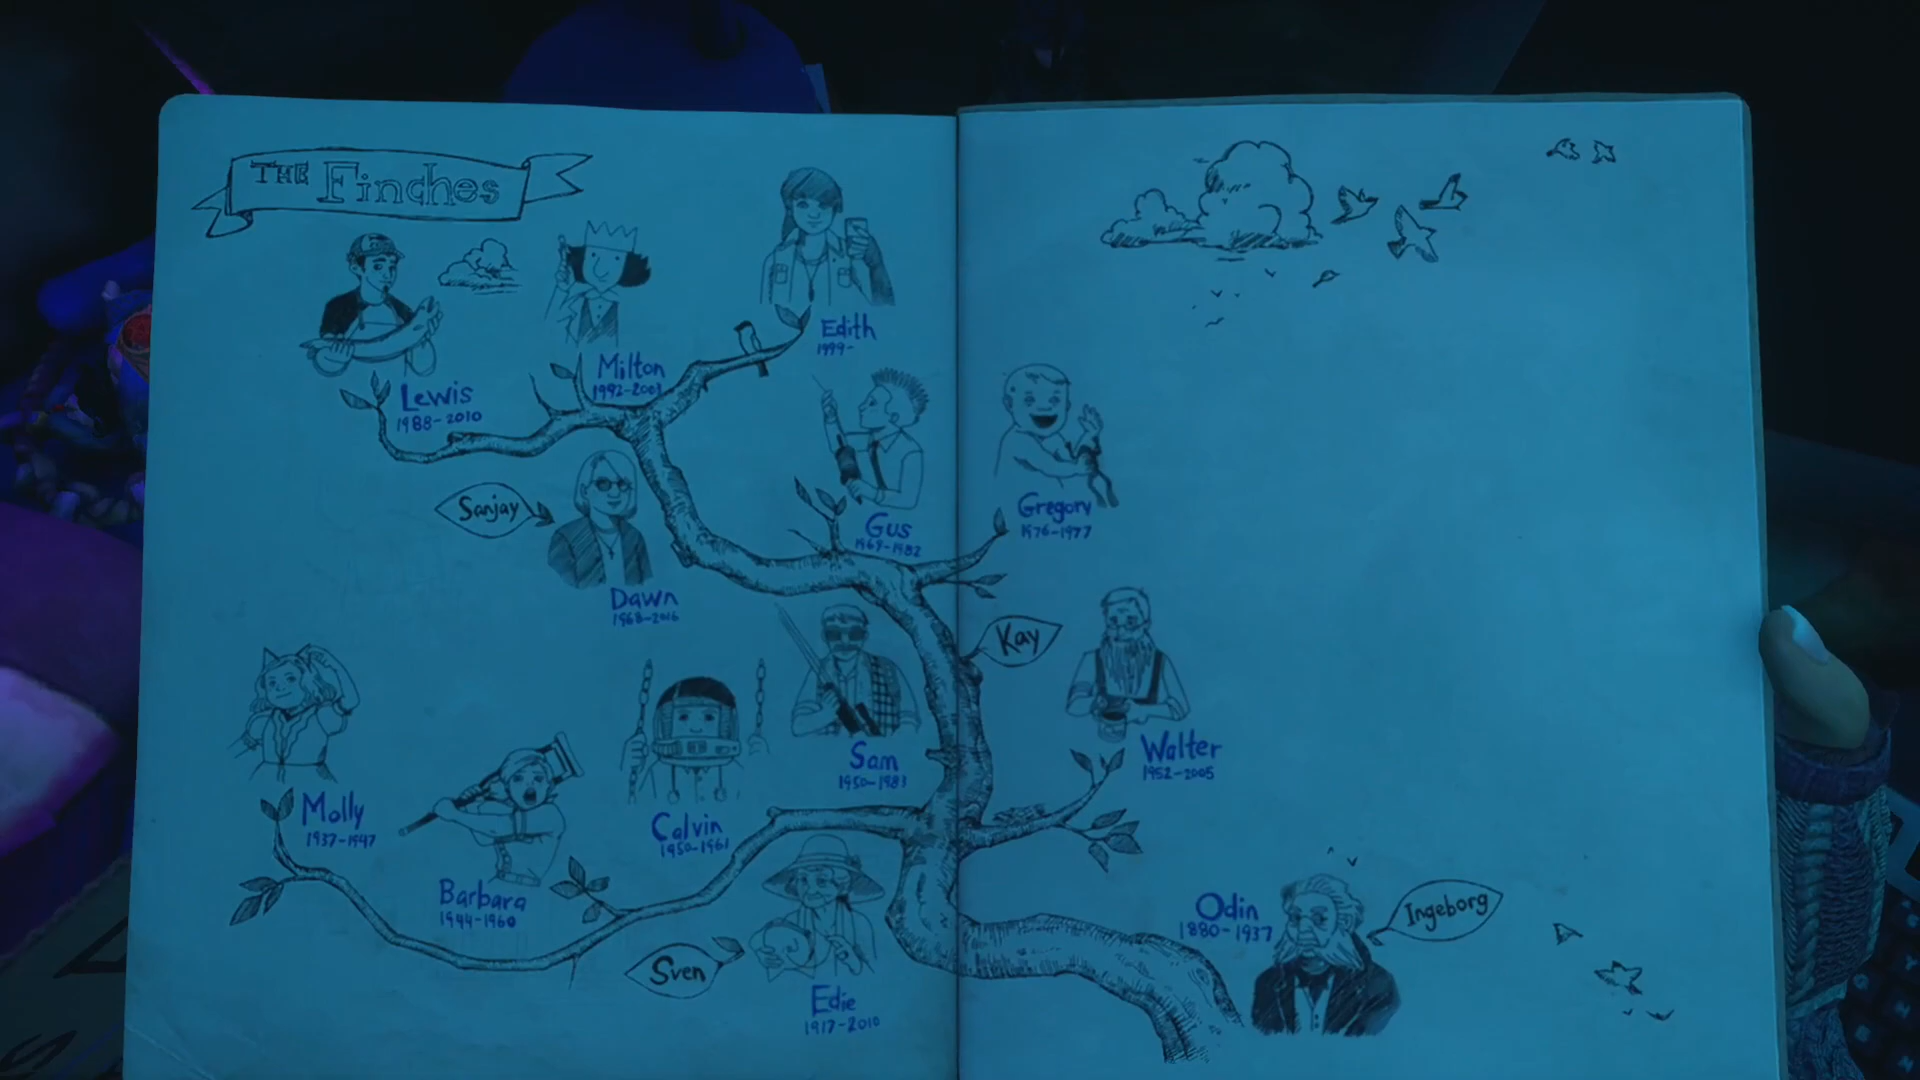 THE Finches
Edith
1999-
Milton
1992-2003
Lewis
1988-2010
Gus
1969-1982
Gregory
1976-1977
Sanjay
Dawn
1968-2016
Kay
Sam
1950-1983
Walter
1952-2005
Molly
1937-1947
Calvin
1950-1961
Barbara
1944-1960
Odin
1880-1937
Ingeborg
Sven
Edie
1917-2010